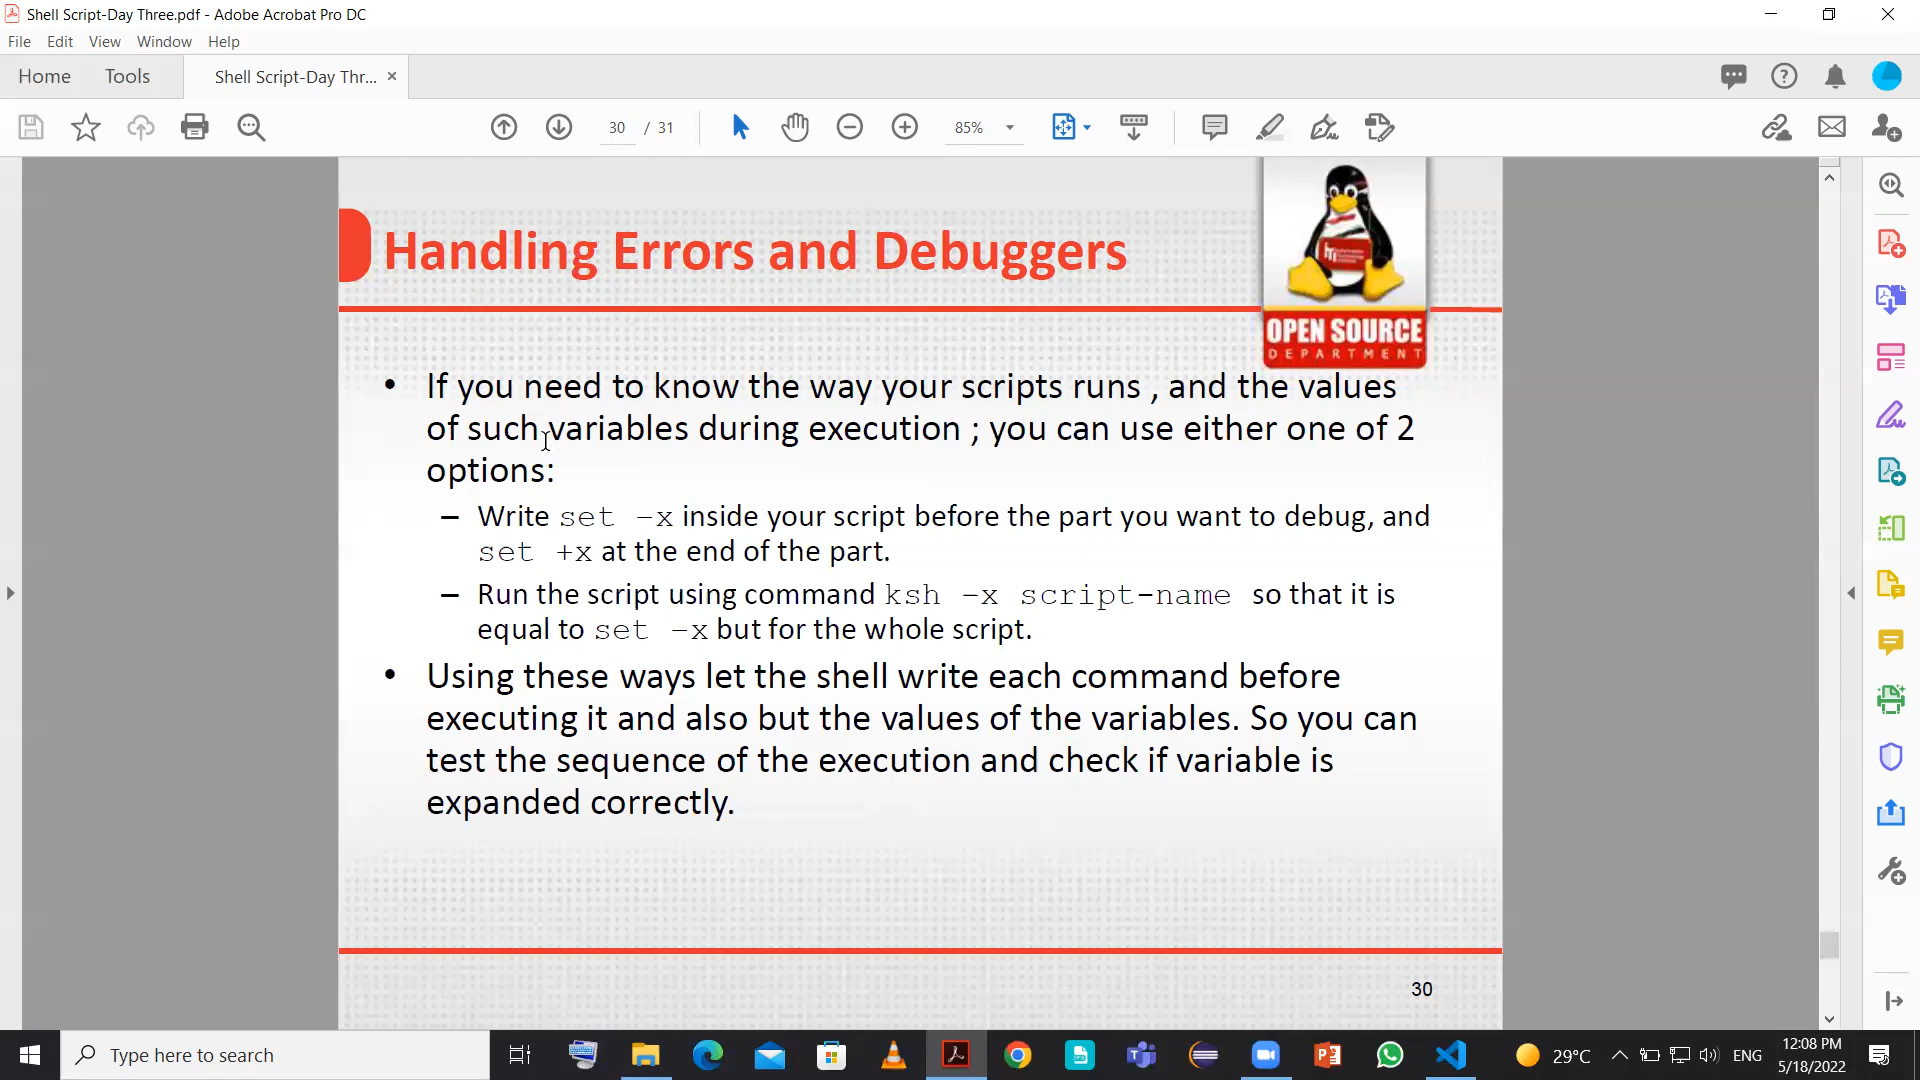 Shell Script-Day Three.pdf - Adobe Acrobat Pro DC
File Edit View Window Help
Home Tools Shell Script-Day Thr... ×
30 / 31 85%
Handling Errors and Debuggers
OPEN SOURCE
DEPARTMENT
• If you need to know the way your scripts runs , and the values
of such variables during execution ; you can use either one of 2
options:
– Write set –x inside your script before the part you want to debug, and
set +x at the end of the part.
– Run the script using command ksh –x script-name so that it is
equal to set –x but for the whole script.
• Using these ways let the shell write each command before
executing it and also but the values of the variables. So you can
test the sequence of the execution and check if variable is
expanded correctly.
30
Type here to search
29°C ENG
12:08 PM
5/18/2022